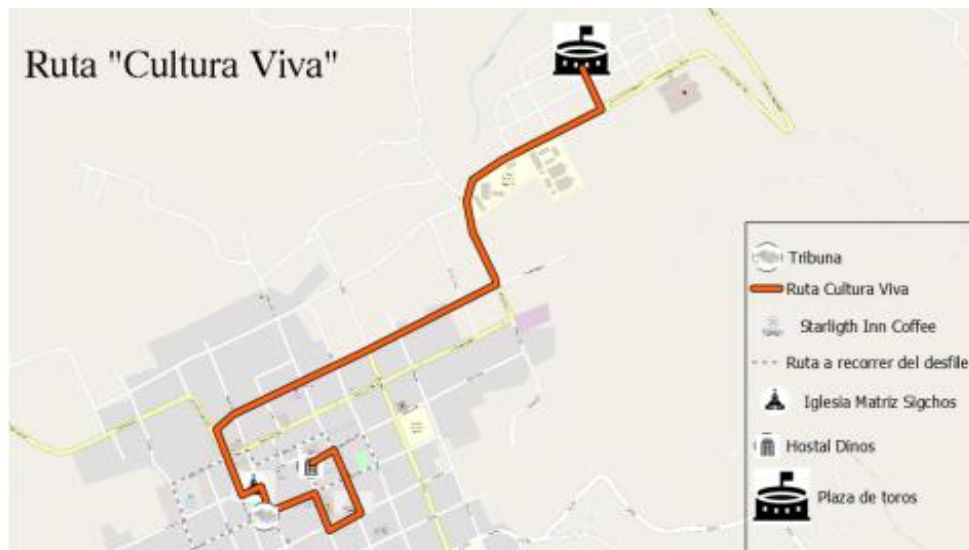 Ruta "Cultura Viva"
Tribuna
Ruta Cultura Viva
Starligth Inn Coffee
Ruta a recorrer del desfile
Iglesia Matriz Sigchos
Hostal Dinos
Plaza de toros